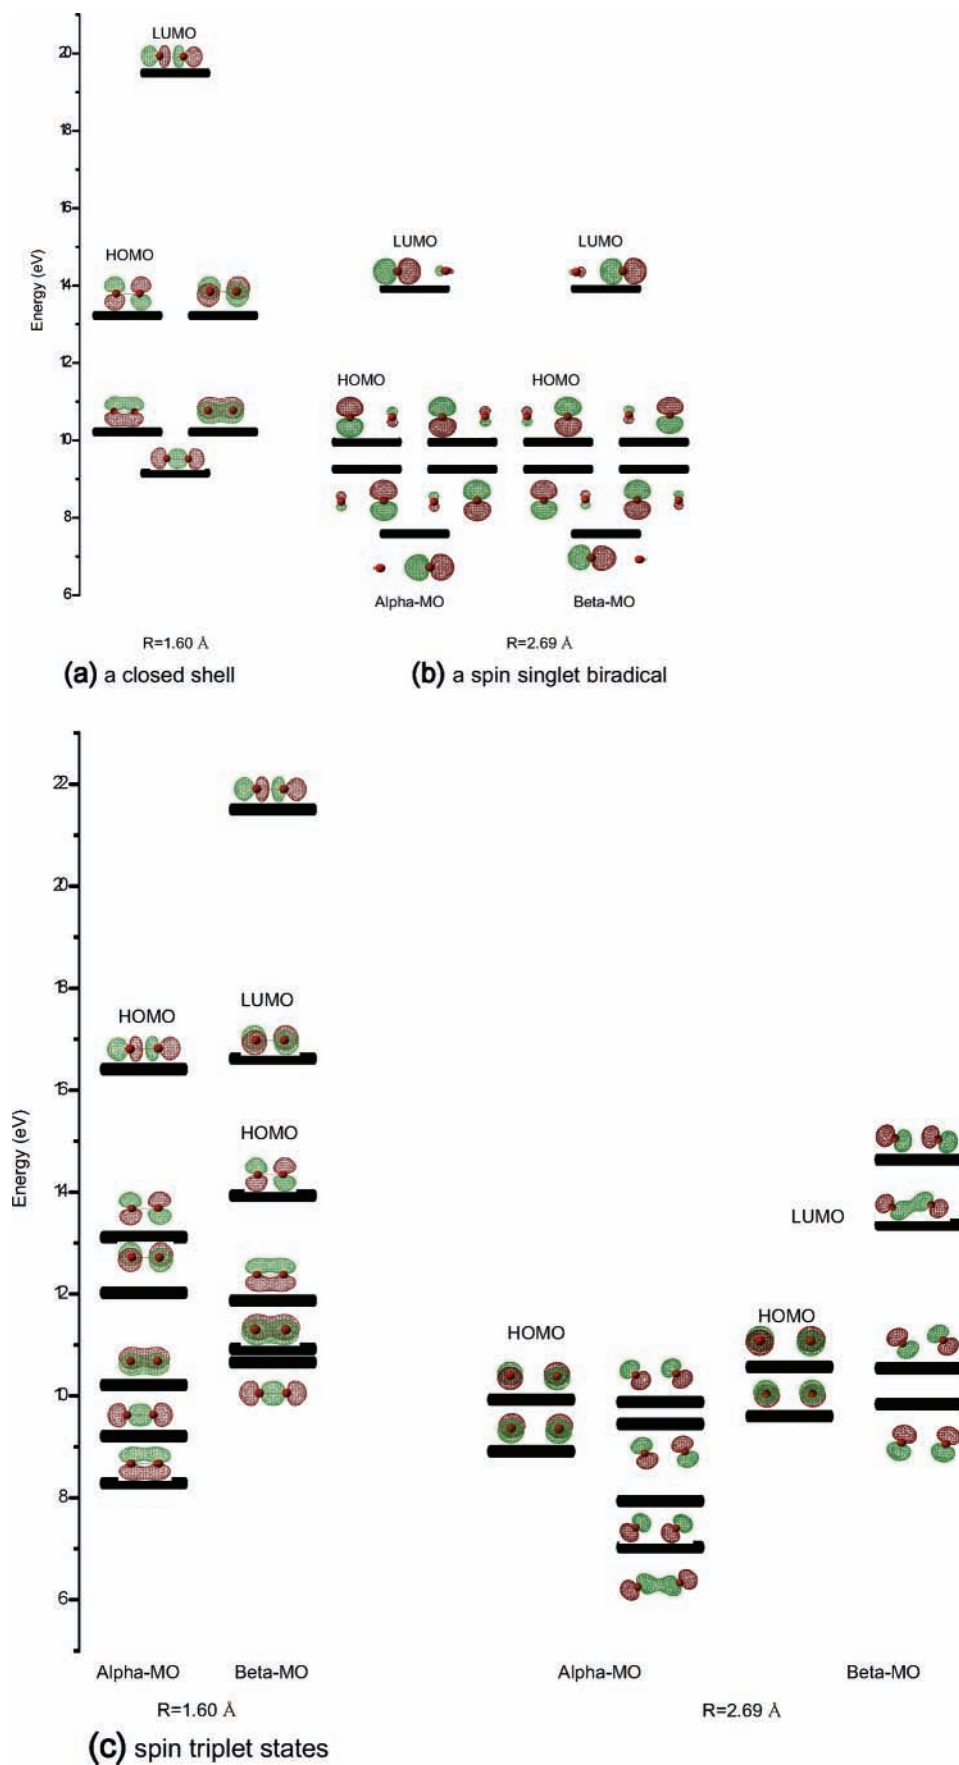 LUMO
20
18
16
HOMO
LUMO
LUMO
14
Energy (eV)
12
HOMO
HOMO
10
8
6
Alpha-MO
Beta-MO
R=1.60 Å
R=2.69 Å
(a) a closed shell
(b) a spin singlet biradical
22
20
18
LUMO
HOMO
16
HOMO
Energy (eV)
14
LUMO
12
HOMO
HOMO
10
8
6
Alpha-MO
Beta-MO
Alpha-MO
Beta-MO
R=1.60 Å
R=2.69 Å
(c) spin triplet states